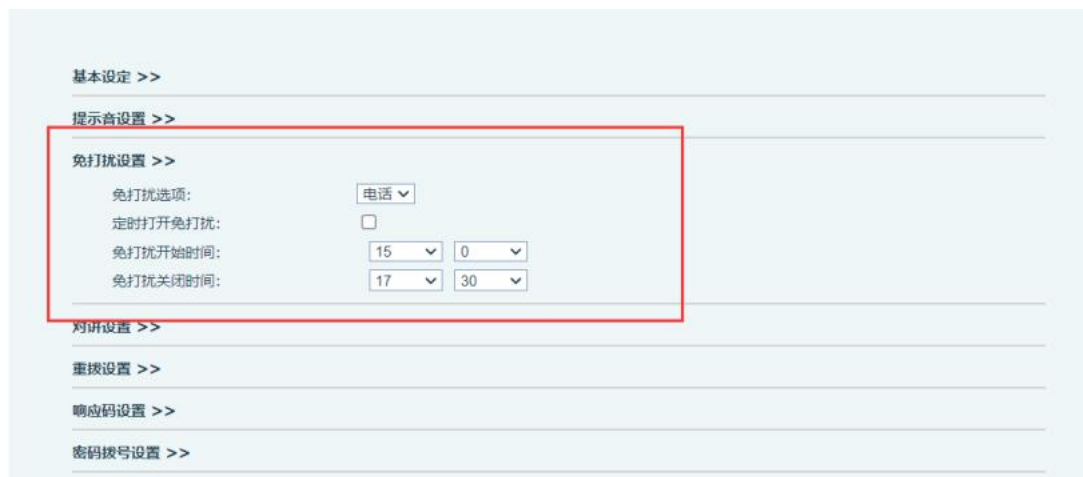 基本设定 >>
提示音设置 >>
免打扰设置 >>
免打扰选项: 电话
定时打开免打扰:
免打扰开始时间: 15 0
免打扰关闭时间: 17 30
对讲设置 >>
重拨设置 >>
响应码设置 >>
密码拨号设置 >>